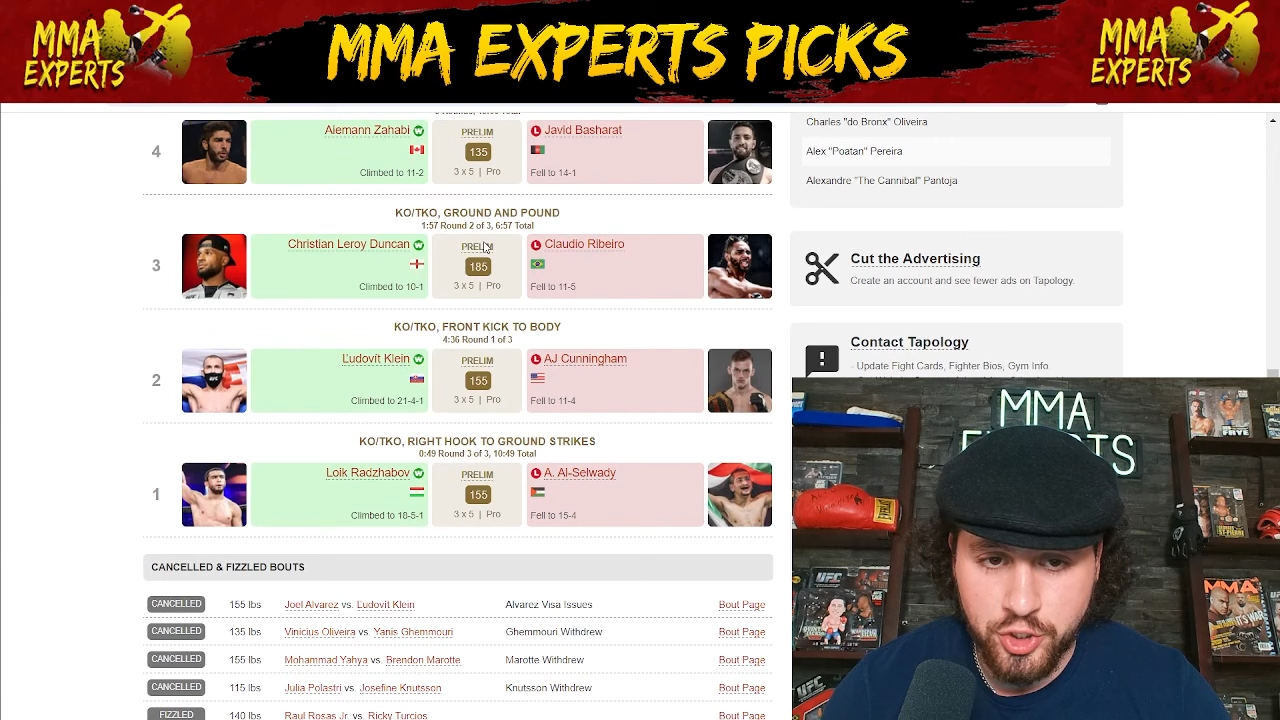 MMA EXPERTS
MMA EXPERTS PICKS
MMA EXPERTS
4
Aiemann Zahabi
W
Climbed to 11-2
PRELIM
135
3 x 5 | Pro
L
Javid Basharat
Fell to 14-1
KO/TKO, GROUND AND POUND
1:57 Round 2 of 3, 6:57 Total
3
Christian Leroy Duncan
W
Climbed to 10-1
PRELIM
185
3 x 5 | Pro
L
Claudio Ribeiro
Fell to 11-5
KO/TKO, FRONT KICK TO BODY
4:36 Round 1 of 3
2
Ľudovit Klein
W
Climbed to 21-4-1
PRELIM
155
3 x 5 | Pro
L
AJ Cunningham
Fell to 11-4
KO/TKO, RIGHT HOOK TO GROUND STRIKES
0:49 Round 3 of 3, 10:49 Total
1
Loik Radzhabov
W
Climbed to 18-5-1
PRELIM
155
3 x 5 | Pro
L
A. Al-Selwady
Fell to 15-4
CANCELLED & FIZZLED BOUTS
CANCELLED 155 lbs Joel Alvarez vs. Ludovit Klein Alvarez Visa Issues Bout Page
CANCELLED 135 lbs Vinicius Oliveira vs. Yanis Ghemmouri Ghemmouri Withdrew Bout Page
CANCELLED 155 lbs Mohammad Yahya vs. Brendon Marotte Marotte Withdrew Bout Page
CANCELLED 115 lbs Julia Polastri vs. Josefine Knutsson Knutsson Withdrew Bout Page
FIZZLED 140 lbs Raul Rosas vs. Ricky Turcios Bout Page
Charles "do Bronx" Oliveira
Alex "Poatan" Pereira
Alexandre "The Cannibal" Pantoja
Cut the Advertising
Create an account and see fewer ads on Tapology.
Contact Tapology
- Update Fight Cards, Fighter Bios, Gym Info.
MMA
EXPERTS
FRYE
UFC
MMA
UFC